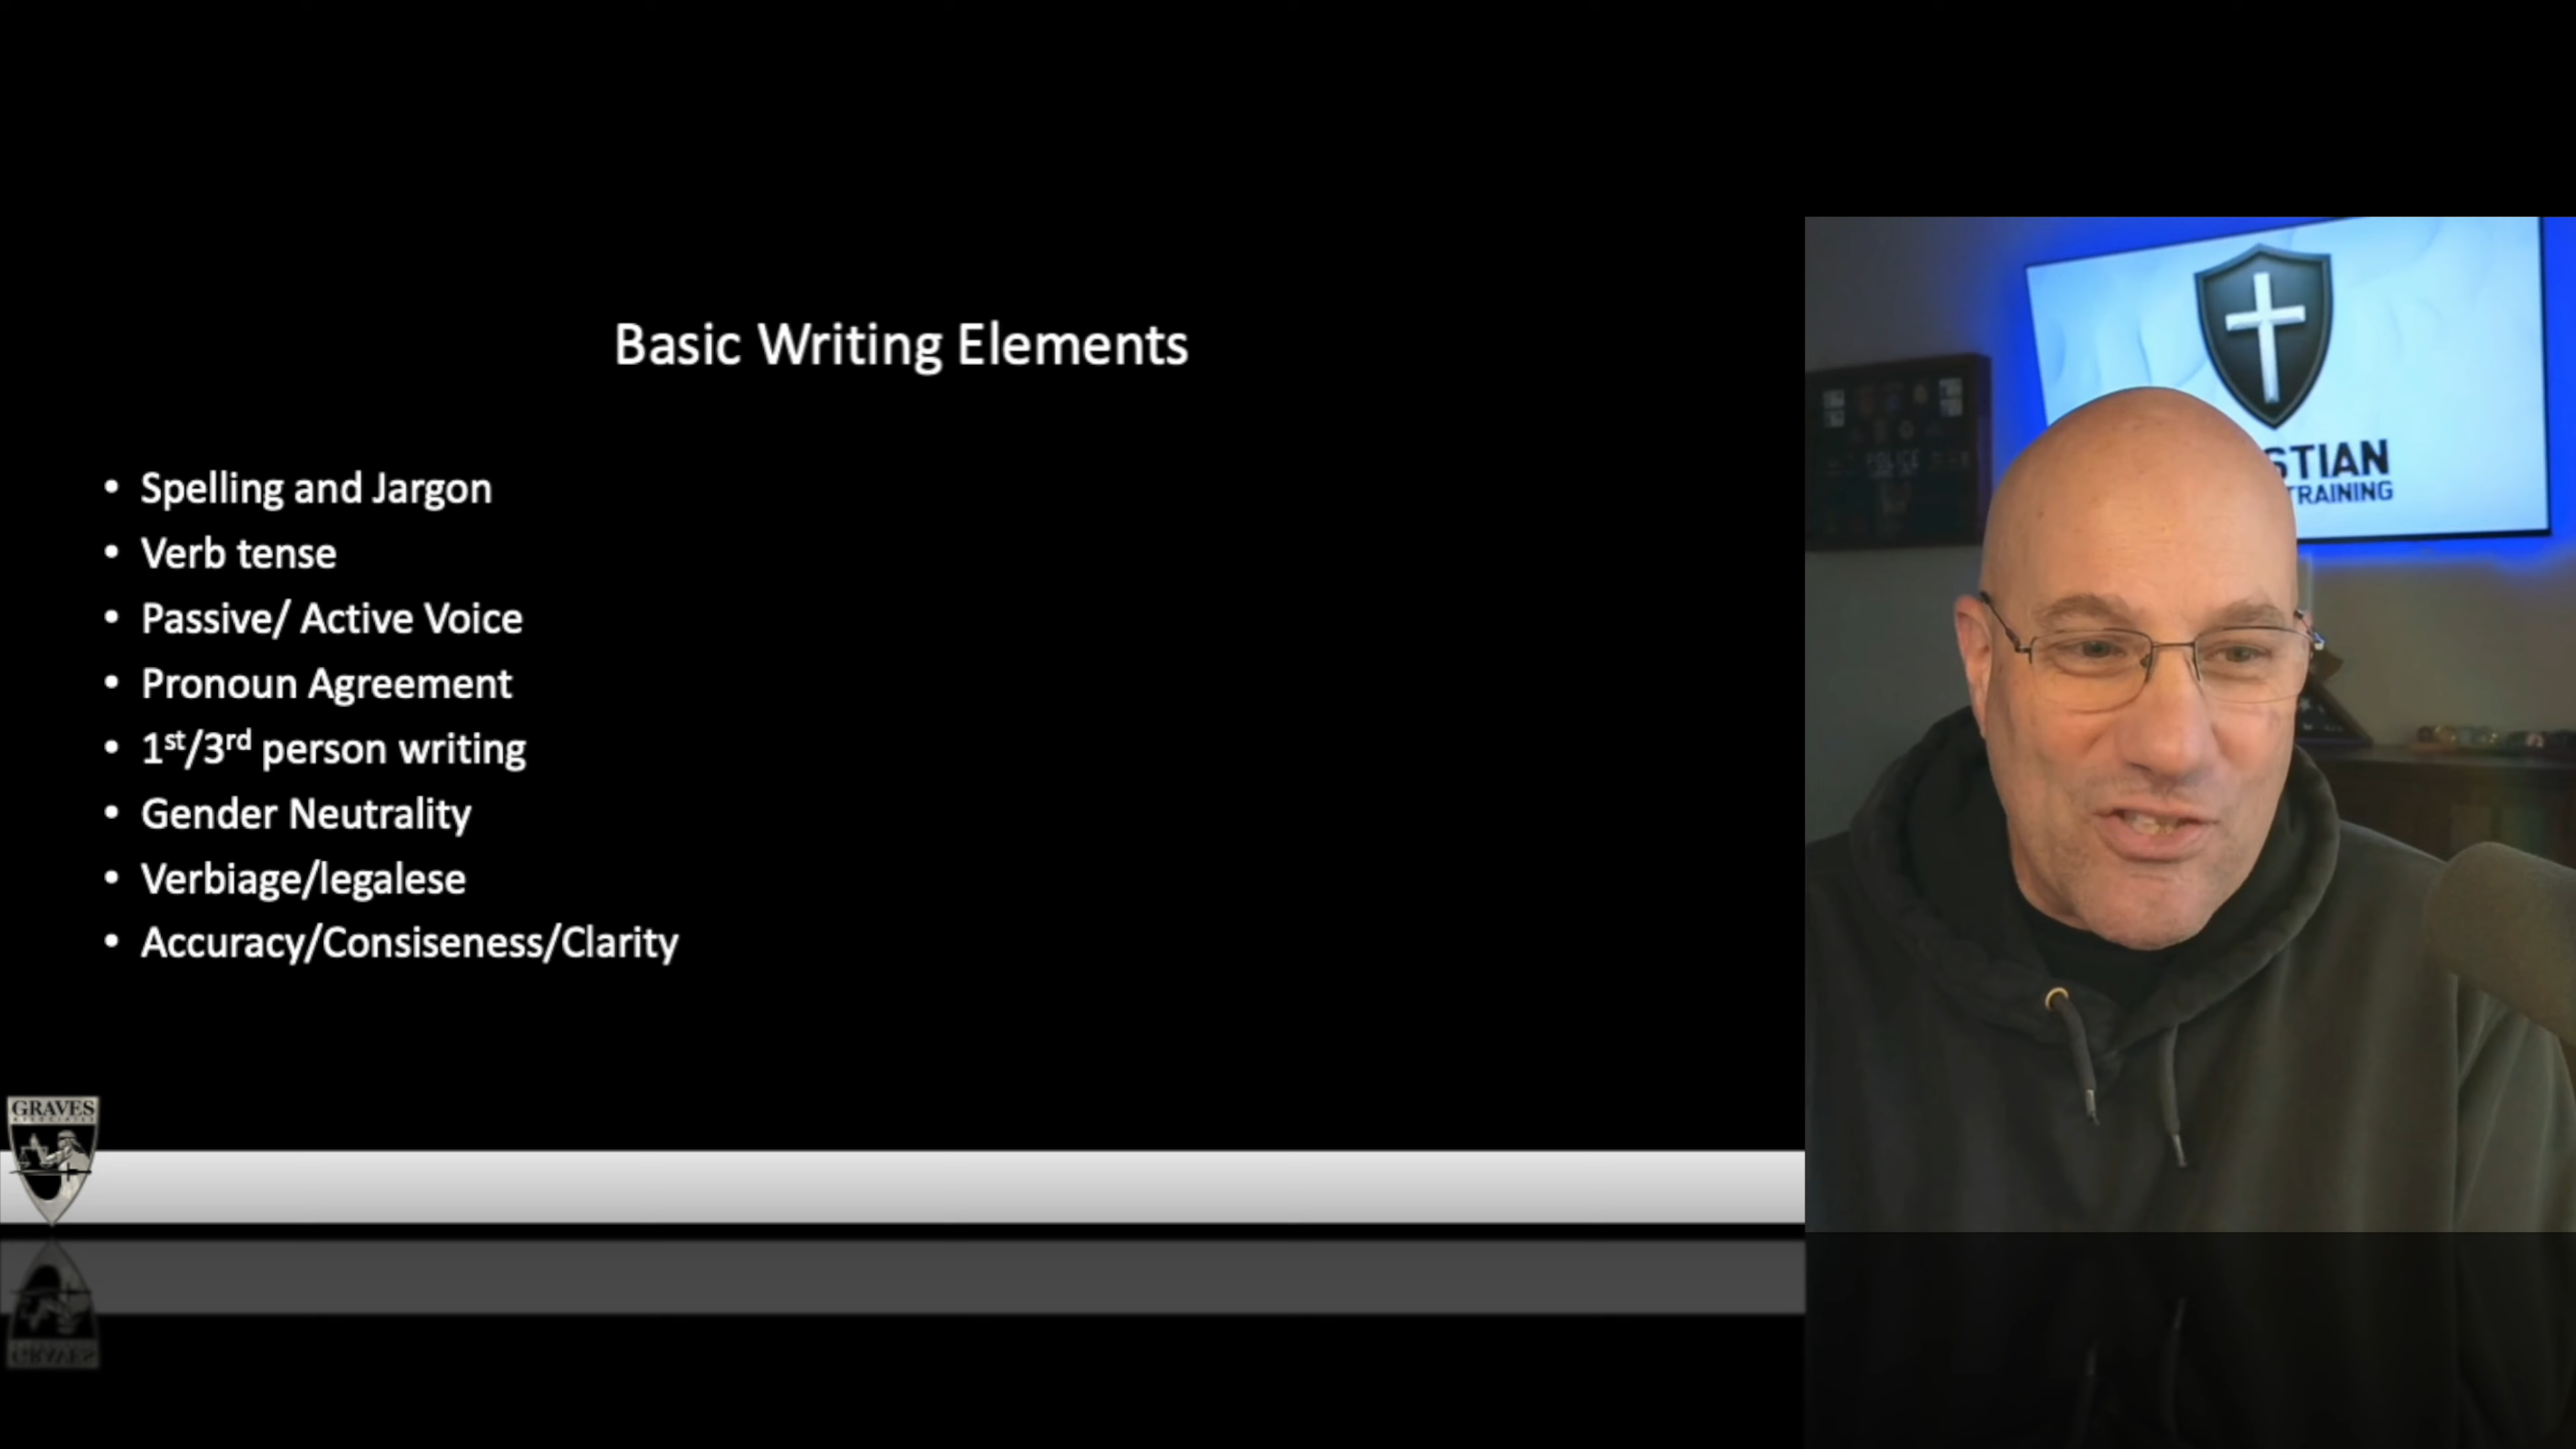 Basic Writing Elements
• Spelling and Jargon
• Verb tense
• Passive/ Active Voice
• Pronoun Agreement
• 1st/3rd person writing
• Gender Neutrality
• Verbiage/legalese
• Accuracy/Consiseness/Clarity
GRAVES
STIAN
TRAINING
POLICE